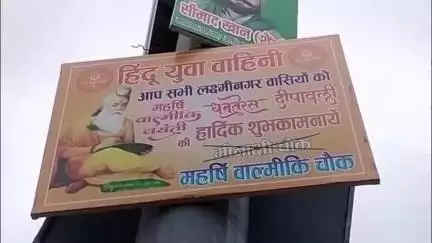 सीमाद खान
हिंदू युवा वाहिनी
आप सभी लक्ष्मीनगर वासियों को
महर्षि वाल्मीकि जयंती धनतेरस दीपावली
की हार्दिक शुभकामनायें
मीनाक्षी चौक
महर्षि वाल्मीकि चौक